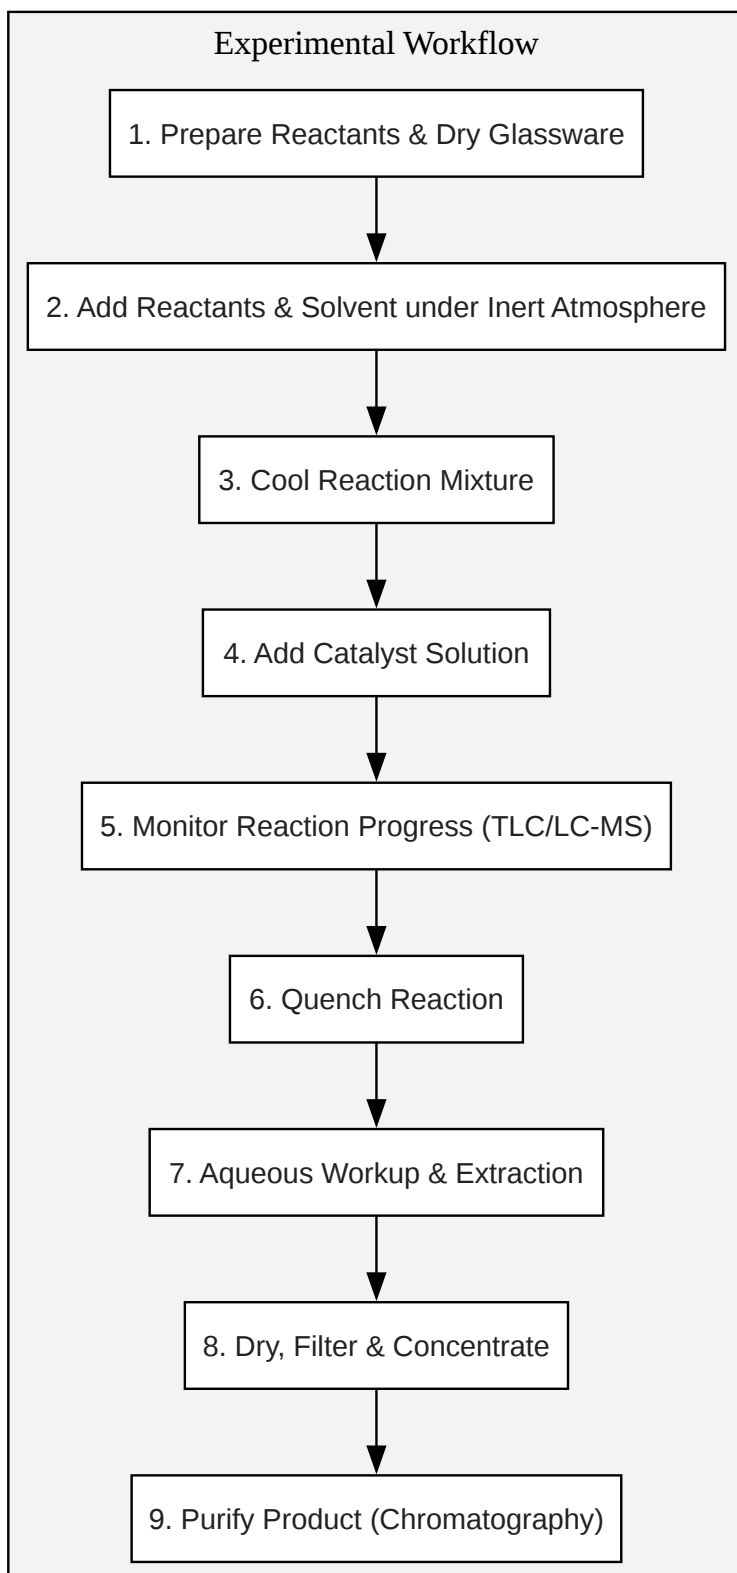 Experimental Workflow
1. Prepare Reactants & Dry Glassware
2. Add Reactants & Solvent under Inert Atmosphere
3. Cool Reaction Mixture
4. Add Catalyst Solution
5. Monitor Reaction Progress (TLC/LC-MS)
6. Quench Reaction
7. Aqueous Workup & Extraction
8. Dry, Filter & Concentrate
9. Purify Product (Chromatography)